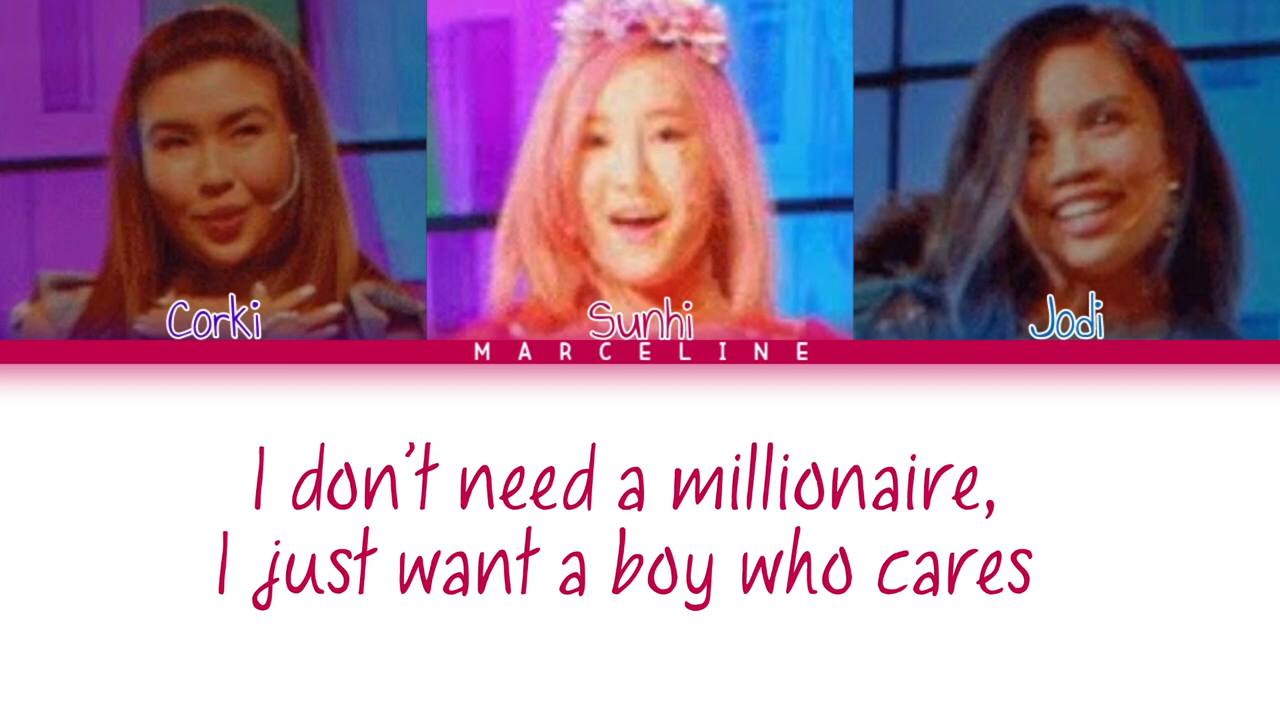 Corki
Sunhi
Jodi
MARCELINE
I don't need a millionaire,
I just want a boy who cares